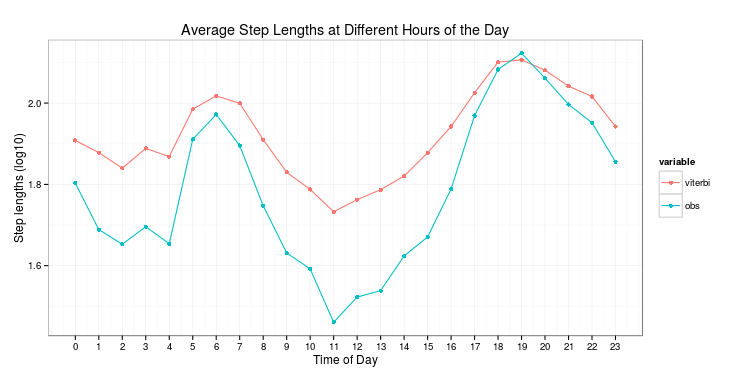 Average Step Lengths at Different Hours of the Day
Step lengths (log10)
2.0
1.8
1.6
0 1 2 3 4 5 6 7 8 9 10 11 12 13 14 15 16 17 18 19 20 21 22 23
Time of Day
variable
viterbi
obs